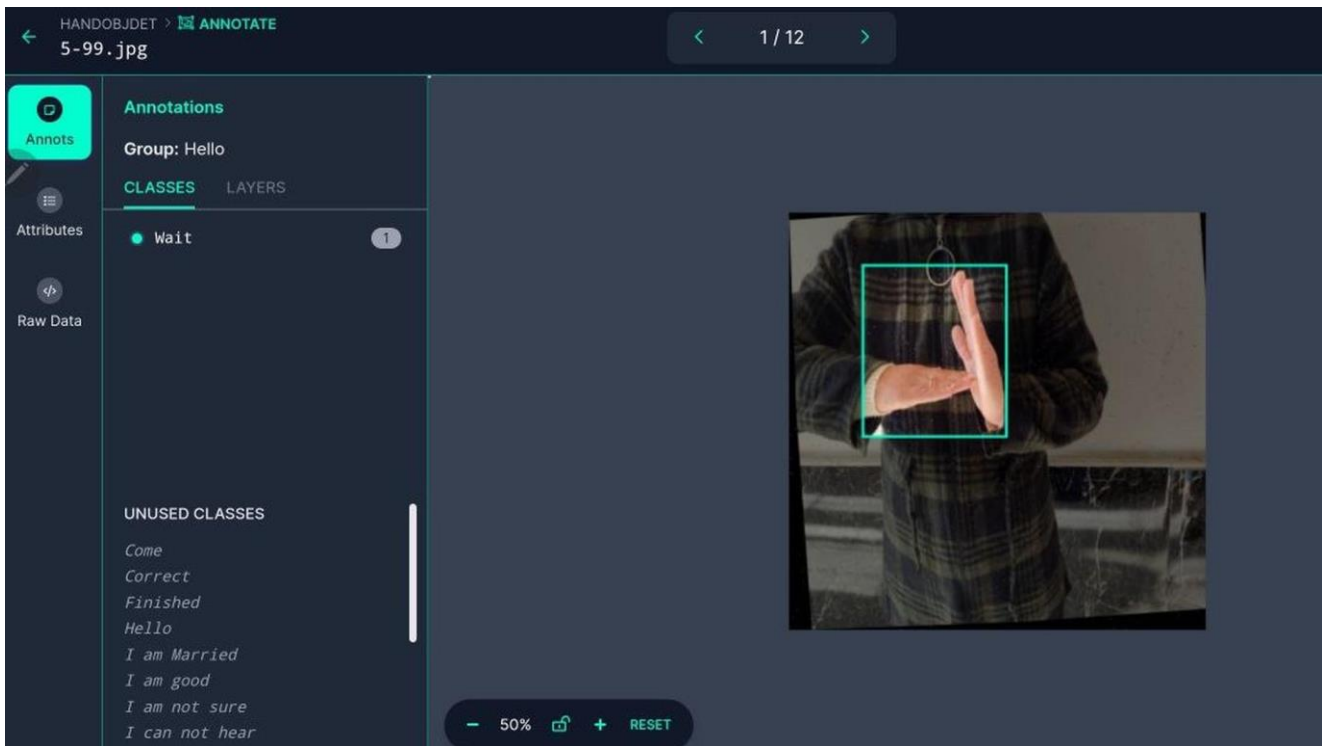 HANDOBJDET > ANNOTATE
5-99.jpg
1 / 12
Annots
Attributes
Raw Data
Annotations
Group: Hello
CLASSES LAYERS
Wait 1
UNUSED CLASSES
Come
Correct
Finished
Hello
I am Married
I am good
I am not sure
I can not hear
50% RESET